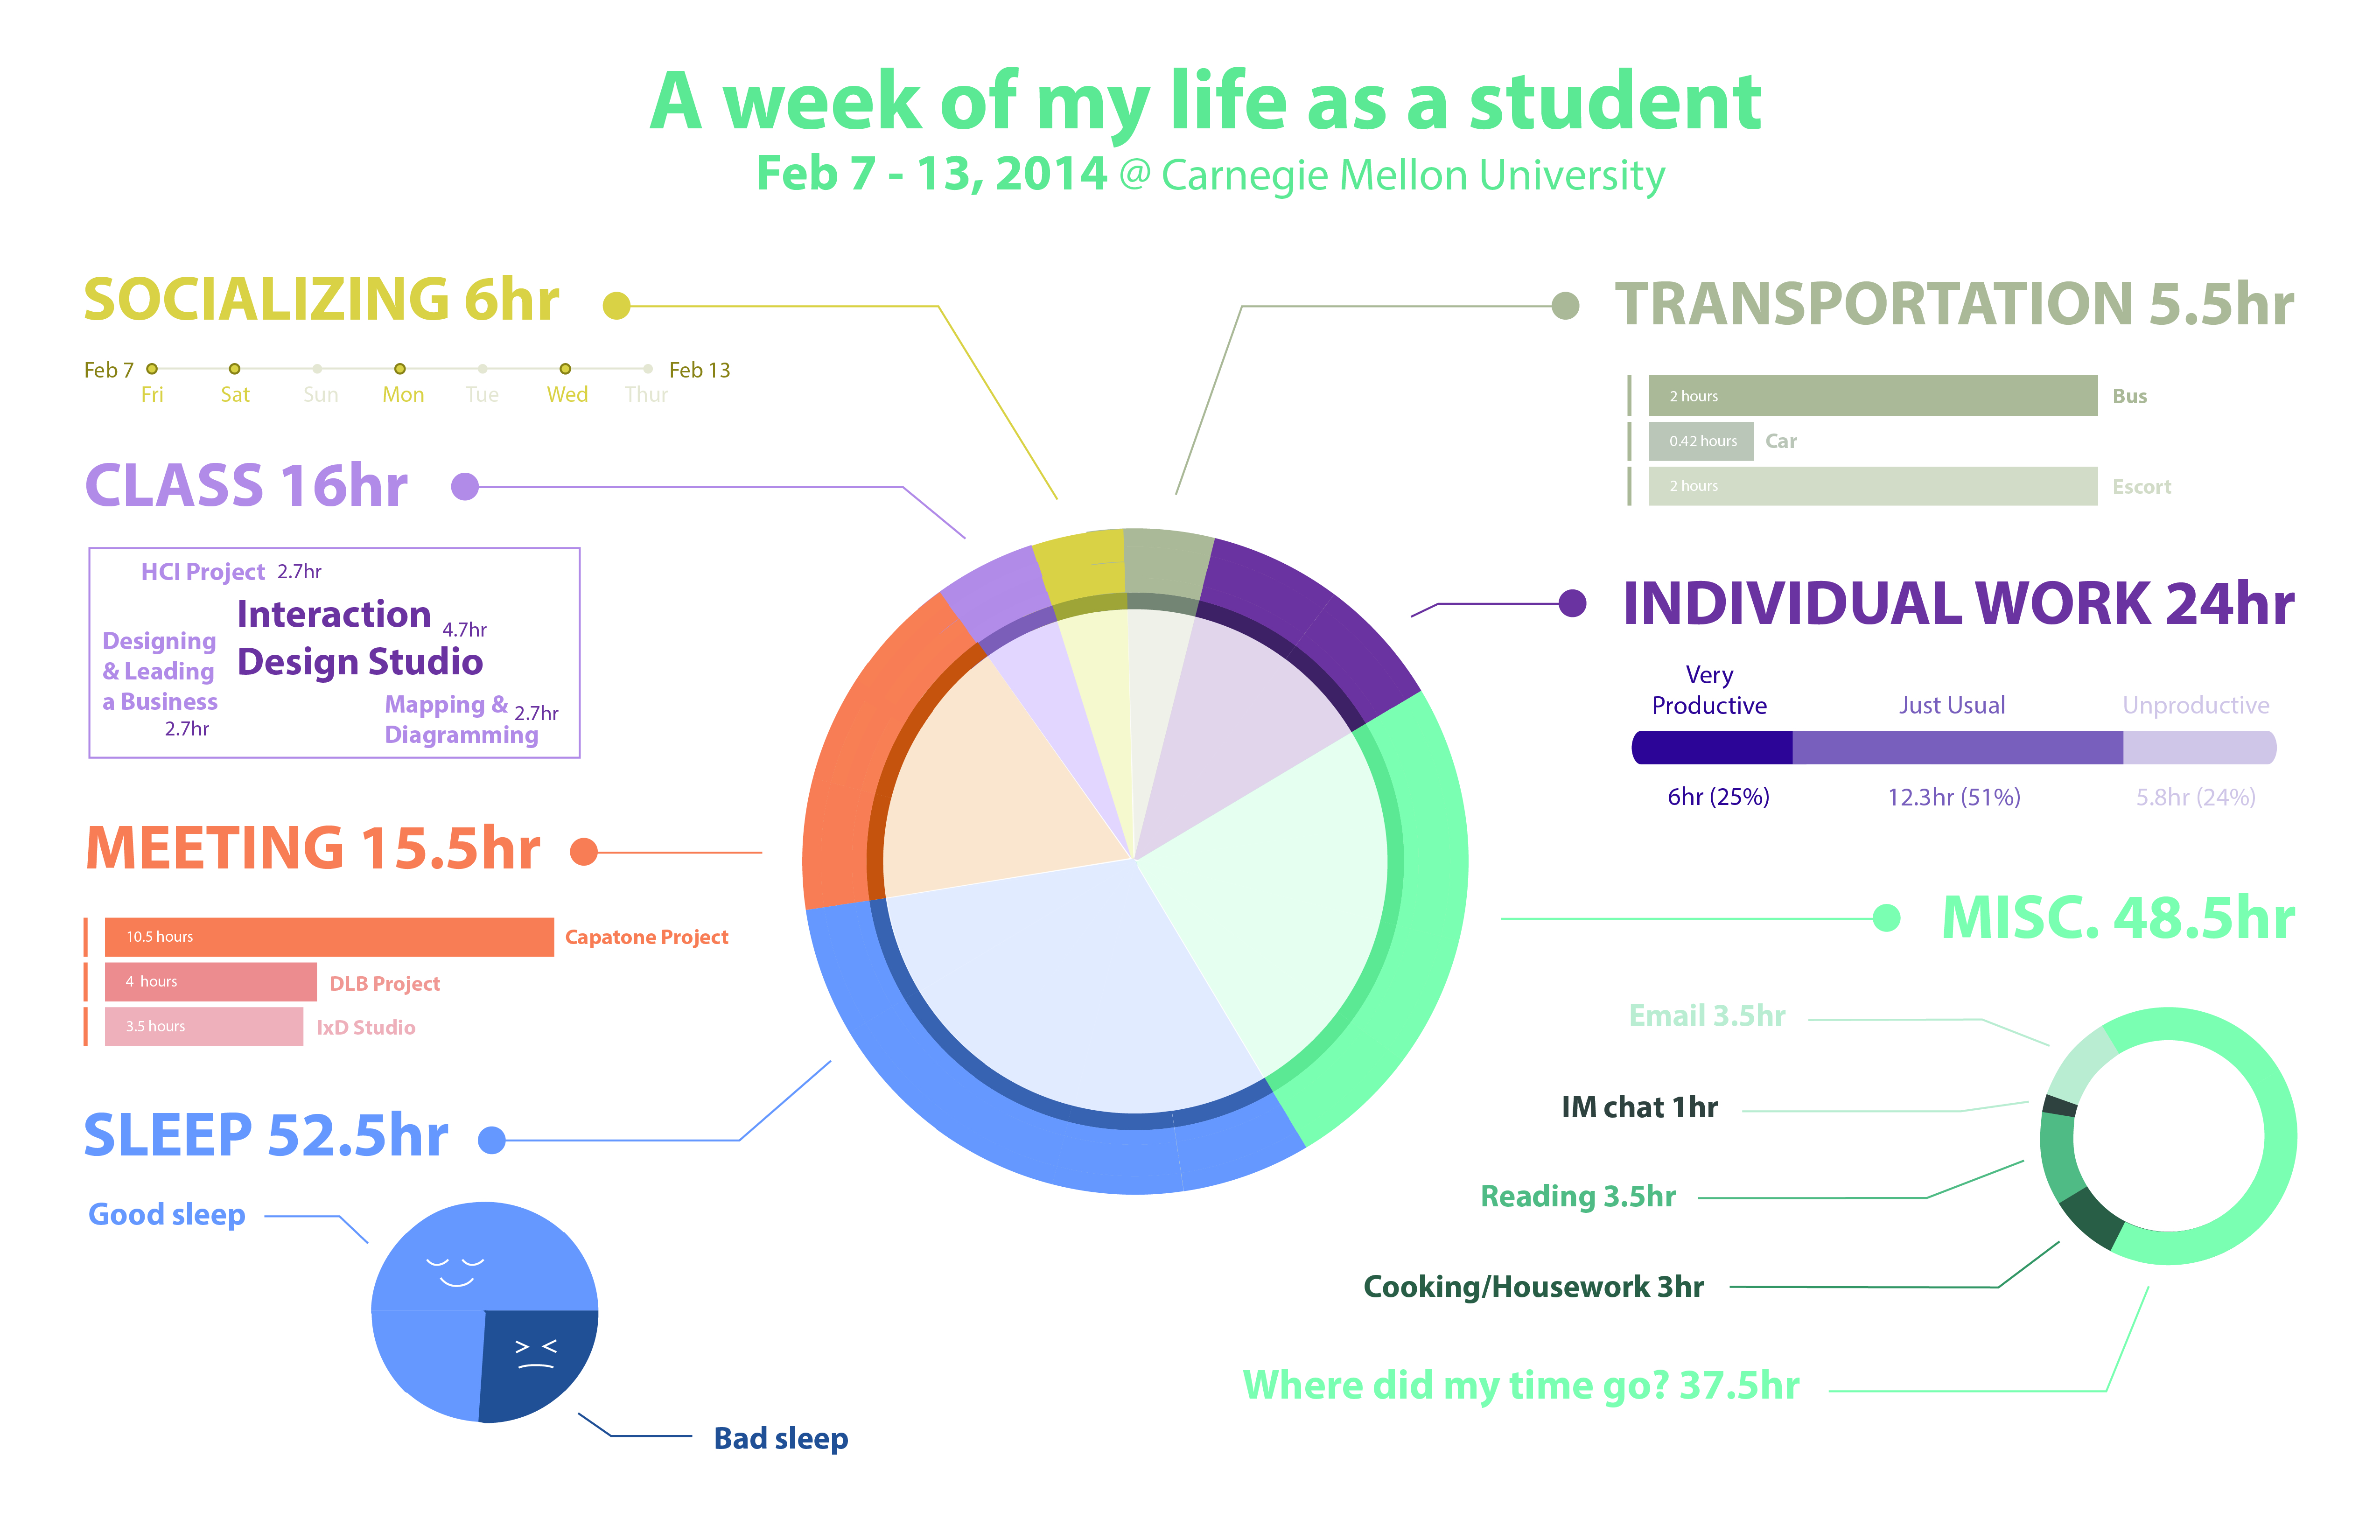 A week of my life as a student
Feb 7 - 13, 2014 @ Carnegie Mellon University
SOCIALIZING 6hr
Feb 7
Feb 13
Fri Sat Sun Mon Tue Wed Thur
CLASS 16hr
HCI Project 2.7hr
Interaction
Design Studio
4.7hr
Designing
& Leading
a Business
2.7hr
Mapping &
Diagramming
2.7hr
MEETING 15.5hr
10.5 hours Capatone Project
4 hours DLB Project
3.5 hours IxD Studio
SLEEP 52.5hr
Good sleep
Bad sleep
TRANSPORTATION 5.5hr
2 hours Bus
0.42 hours Car
2 hours Escort
INDIVIDUAL WORK 24hr
Very
Productive
Just Usual
Unproductive
6hr (25%)
12.3hr (51%)
5.8hr (24%)
MISC. 48.5hr
Email 3.5hr
IM chat 1hr
Reading 3.5hr
Cooking/Housework 3hr
Where did my time go? 37.5hr